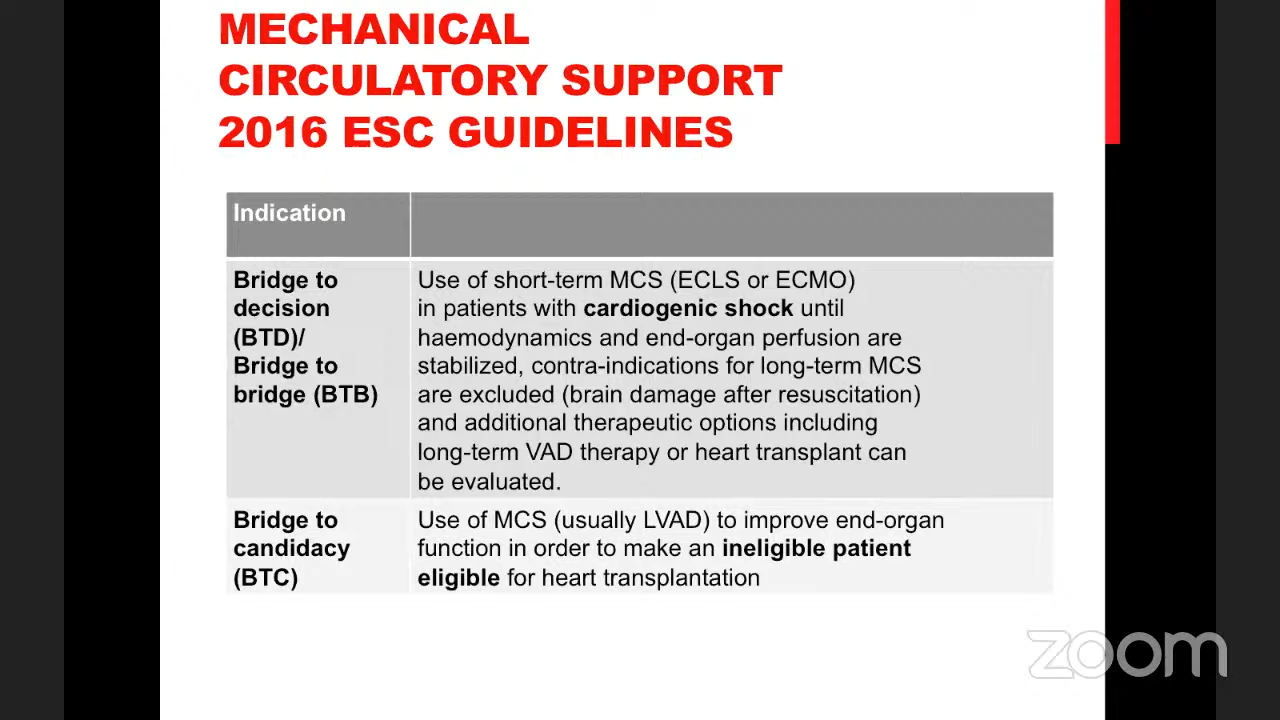 MECHANICAL
CIRCULATORY SUPPORT
2016 ESC GUIDELINES
Indication
Bridge to
decision
(BTD)/
Bridge to
bridge (BTB)
Use of short-term MCS (ECLS or ECMO)
in patients with cardiogenic shock until
haemodynamics and end-organ perfusion are
stabilized, contra-indications for long-term MCS
are excluded (brain damage after resuscitation)
and additional therapeutic options including
long-term VAD therapy or heart transplant can
be evaluated.
Bridge to
candidacy
(BTC)
Use of MCS (usually LVAD) to improve end-organ
function in order to make an ineligible patient
eligible for heart transplantation
zoom